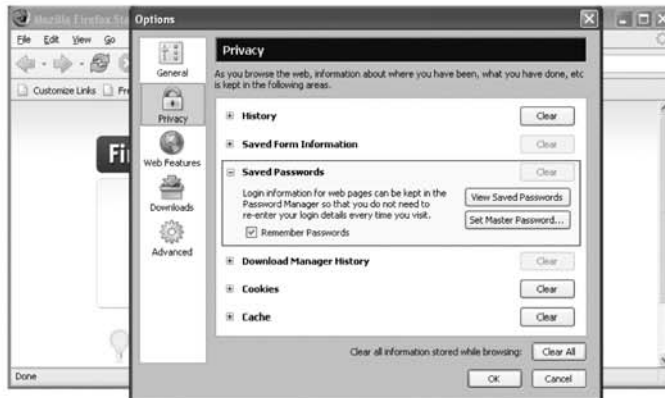 Mozilla Firefox Sta
Options
File Edit View Go
Customize Links
Fi
Done
General
Privacy
Web Features
Downloads
Advanced
Privacy
As you browse the web, information about where you have been, what you have done, etc
is kept in the following areas.
History Clear
Saved Form Information Clear
Saved Passwords Clear
Login information for web pages can be kept in the
Password Manager so that you do not need to
re-enter your login details every time you visit.
View Saved Passwords
Set Master Password...
Remember Passwords
Download Manager History Clear
Cookies Clear
Cache Clear
Clear all information stored while browsing: Clear All
OK Cancel